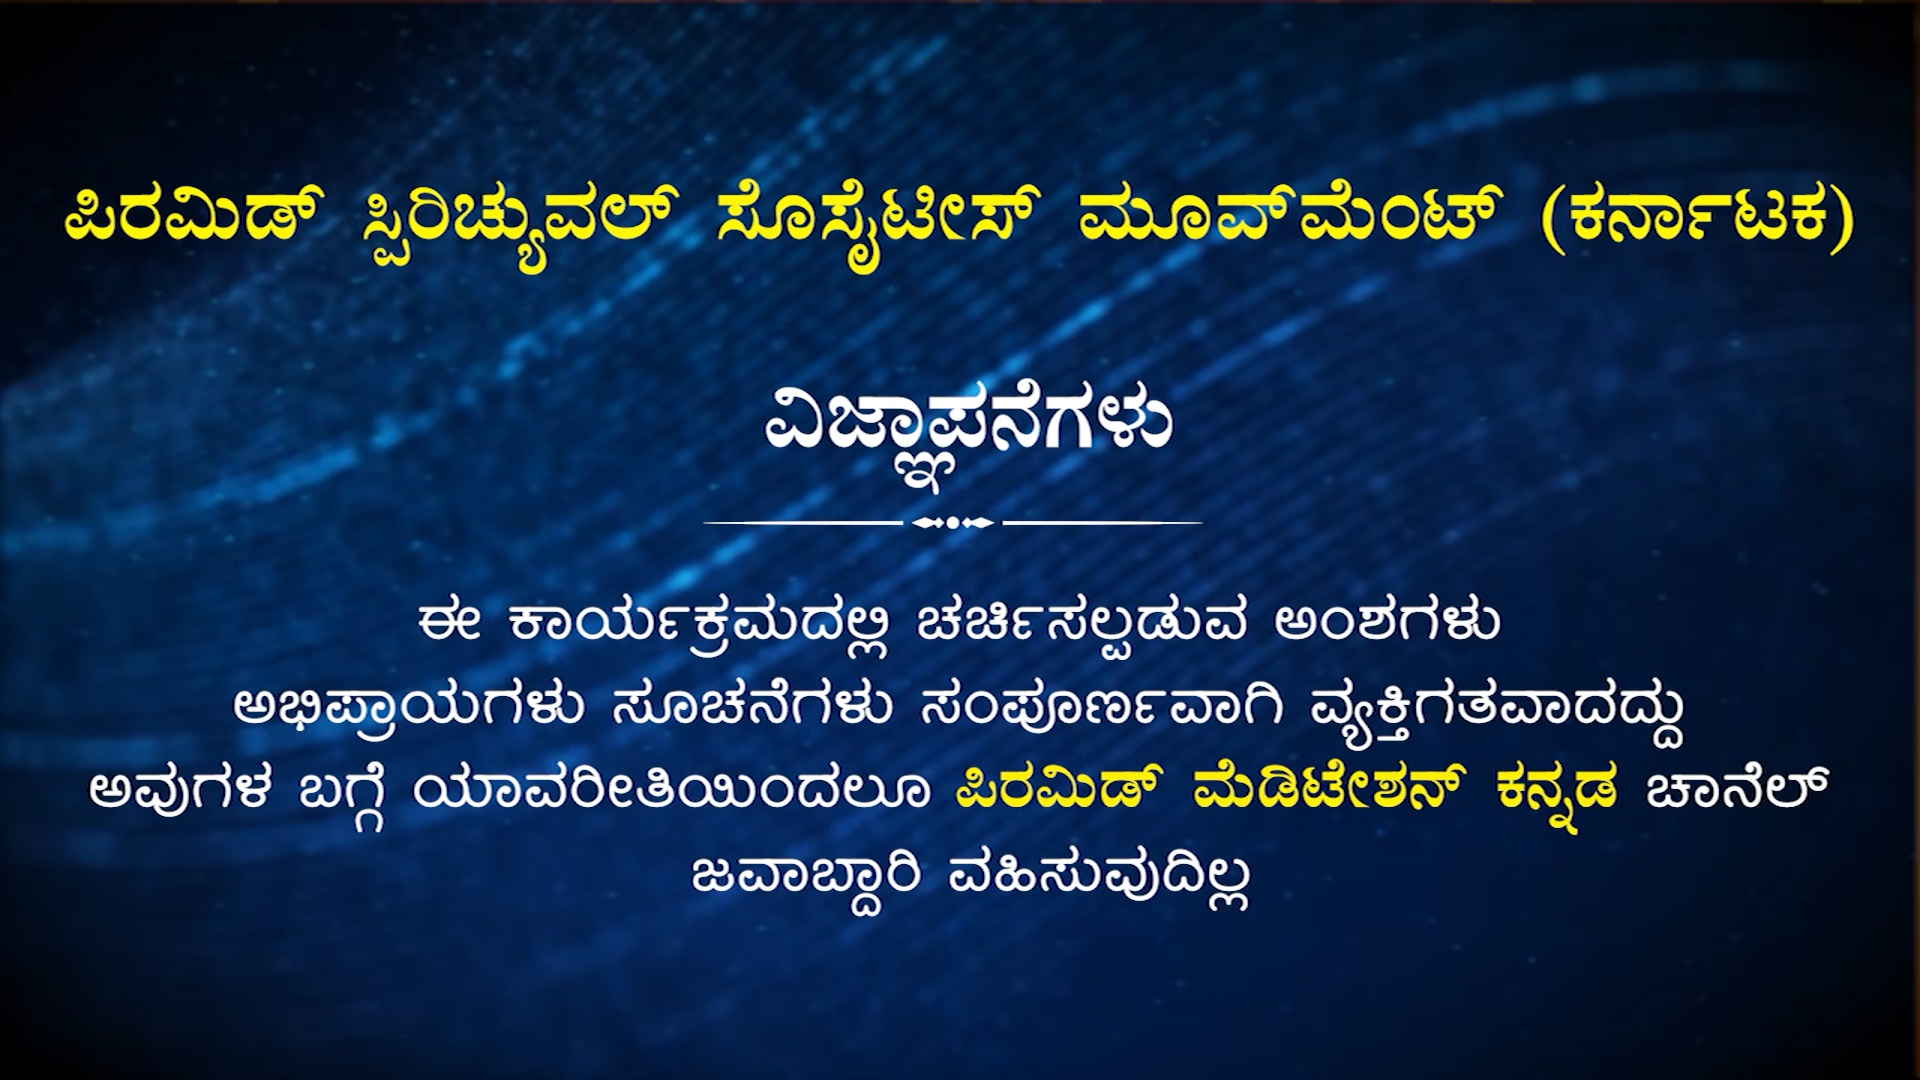 ಪಿರಮಿಡ್ ಸ್ಪಿರಿಚ್ಯುವಲ್ ಸೊಸೈಟೀಸ್ ಮೂವ್‌ಮೆಂಟ್ (ಕರ್ನಾಟಕ)
ವಿಜ್ಞಾಪನೆಗಳು
ಈ ಕಾರ್ಯಕ್ರಮದಲ್ಲಿ ಚರ್ಚಿಸಲ್ಪಡುವ ಅಂಶಗಳು
ಅಭಿಪ್ರಾಯಗಳು ಸೂಚನೆಗಳು ಸಂಪೂರ್ಣವಾಗಿ ವ್ಯಕ್ತಿಗತವಾದದ್ದು
ಅವುಗಳ ಬಗ್ಗೆ ಯಾವರೀತಿಯಿಂದಲೂ ಪಿರಮಿಡ್ ಮೆಡಿಟೇಶನ್ ಕನ್ನಡ ಚಾನೆಲ್
ಜವಾಬ್ದಾರಿ ವಹಿಸುವುದಿಲ್ಲ